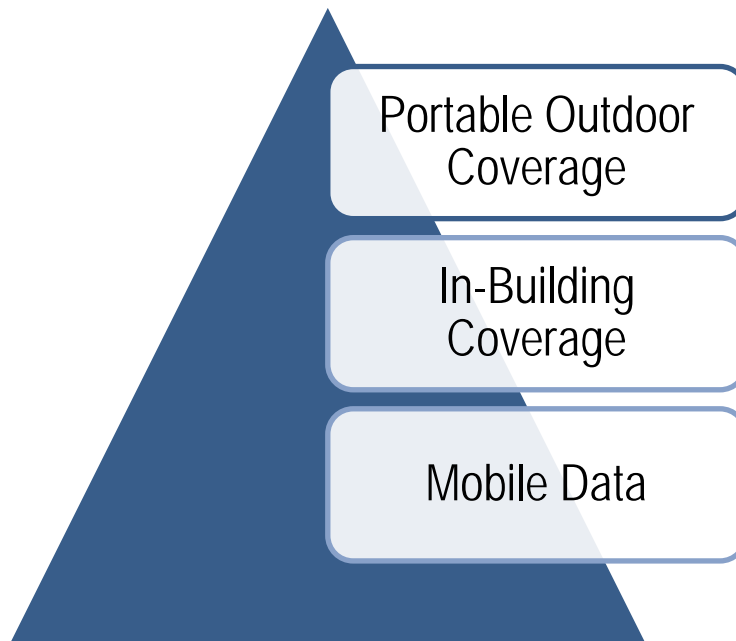 Portable Outdoor
Coverage
In-Building
Coverage
Mobile Data